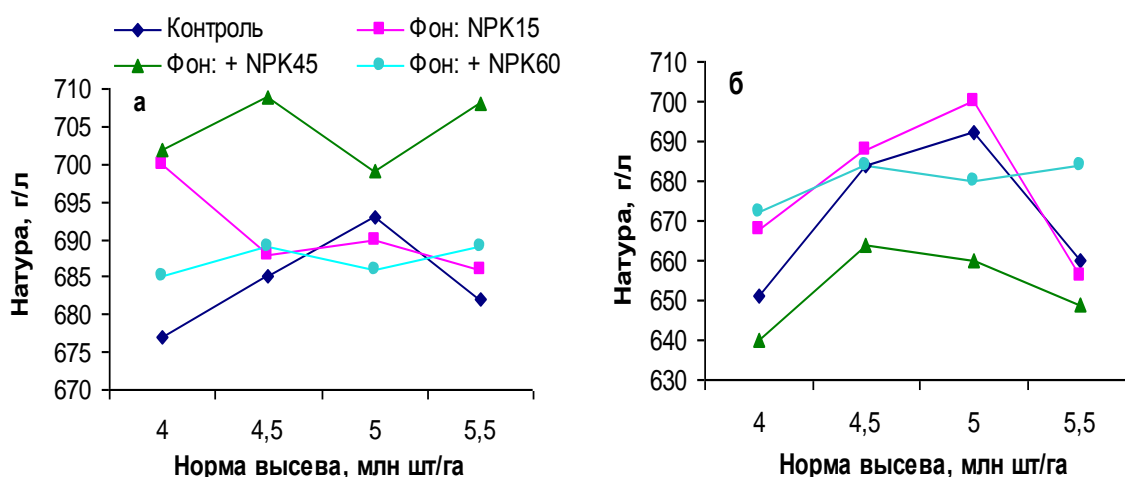 Контроль Фон: NPK15
Фон: + NPK45 Фон: + NPK60
а
710
705
700
695
690
685
680
675
670
Натура, г/л
4 4,5 5 5,5
Норма высева, млн шт/га
б
710
700
690
680
670
660
650
640
630
Натура, г/л
4 4,5 5 5,5
Норма высева, млн шт/га